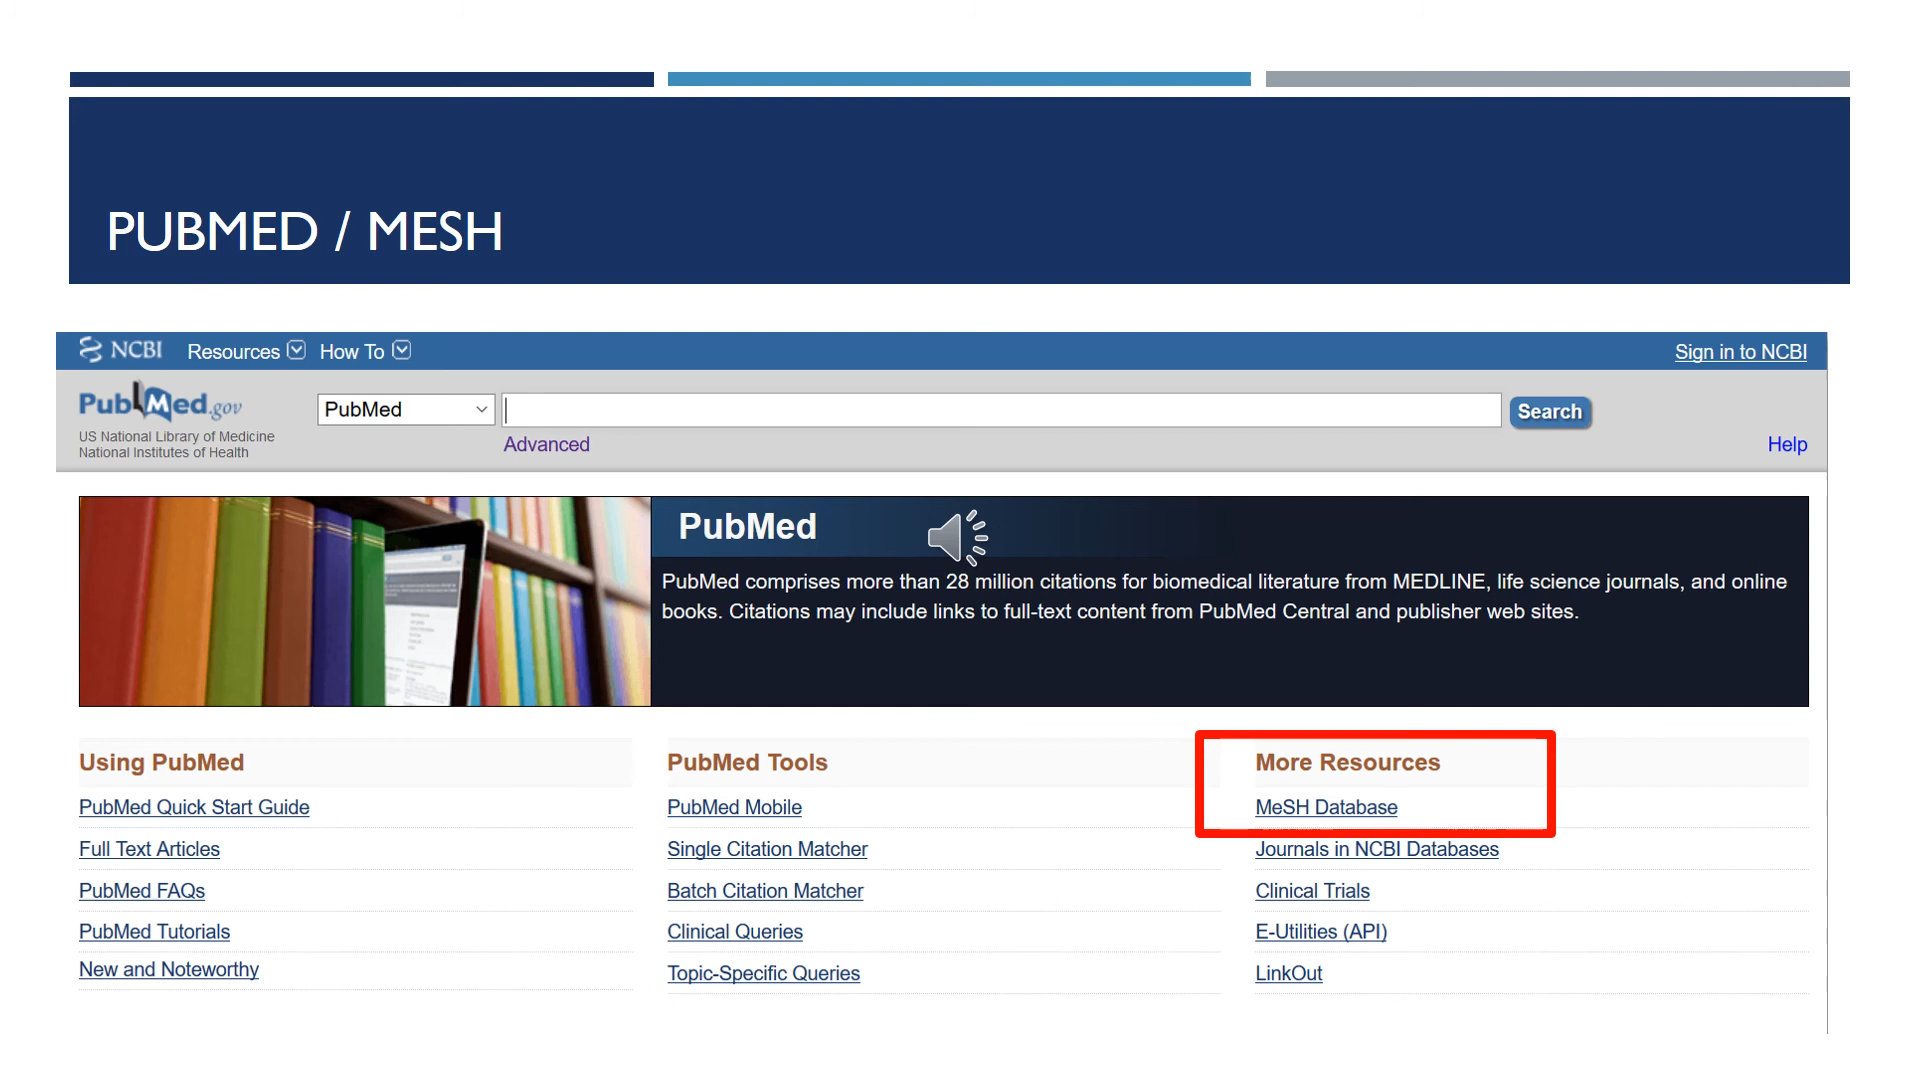 PUBMED / MESH
NCBI Resources How To Sign in to NCBI
PubMed.gov PubMed Search
US National Library of Medicine
National Institutes of Health
Advanced Help
PubMed
PubMed comprises more than 28 million citations for biomedical literature from MEDLINE, life science journals, and online
books. Citations may include links to full-text content from PubMed Central and publisher web sites.
Using PubMed
PubMed Quick Start Guide
Full Text Articles
PubMed FAQs
PubMed Tutorials
New and Noteworthy
PubMed Tools
PubMed Mobile
Single Citation Matcher
Batch Citation Matcher
Clinical Queries
Topic-Specific Queries
More Resources
MeSH Database
Journals in NCBI Databases
Clinical Trials
E-Utilities (API)
LinkOut